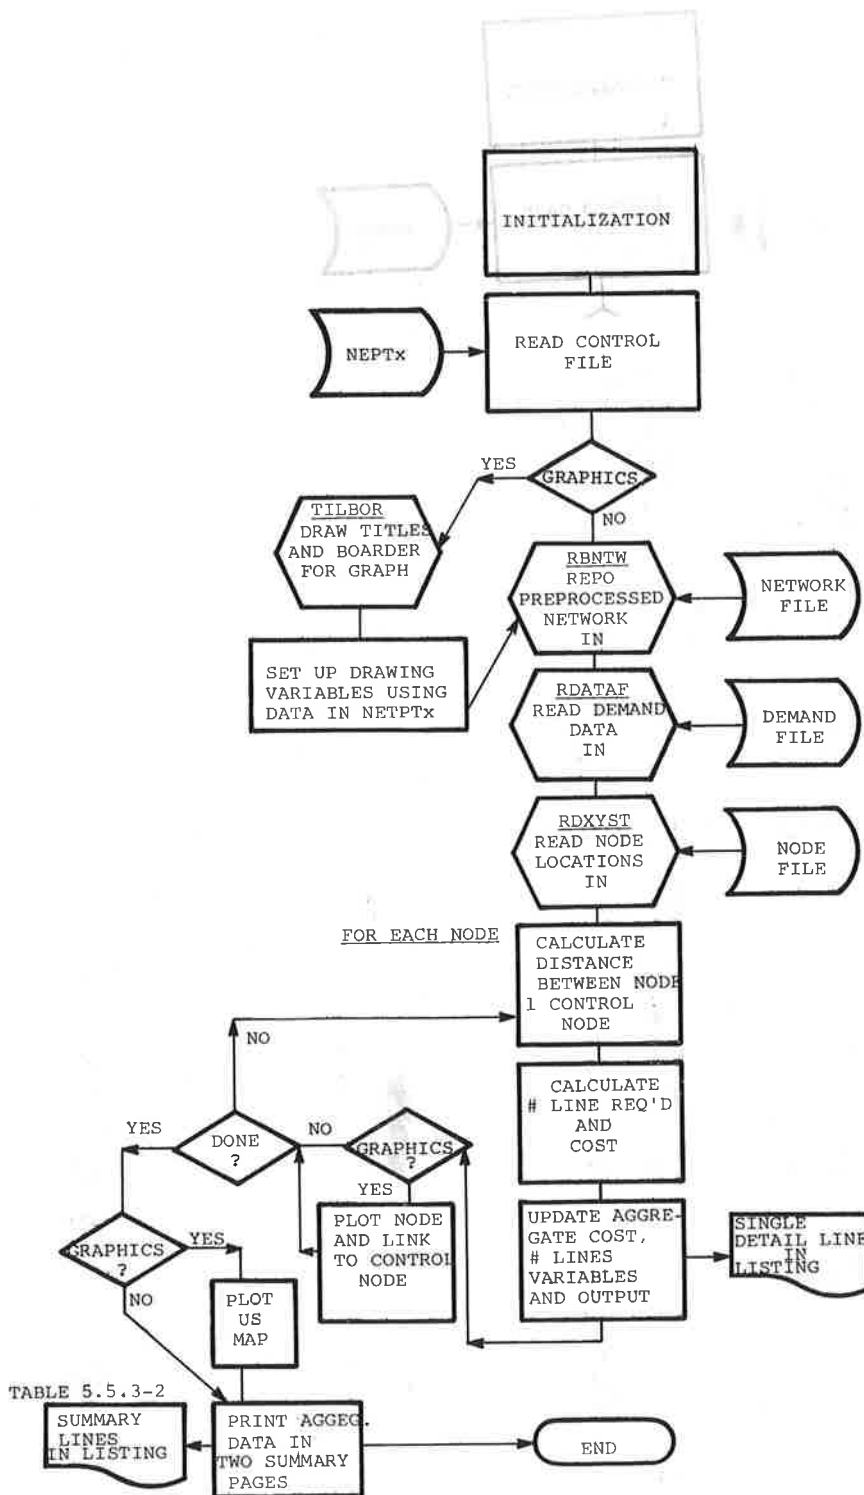 INITIALIZATION
NEPTx
READ CONTROL
FILE
GRAPHICS
YES
NO
TILBOR
DRAW TITLES
AND BOARDER
FOR GRAPH
SET UP DRAWING
VARIABLES USING
DATA IN NETPTx
RBNTW
REPO
PREPROCESSED
NETWORK
IN
NETWORK
FILE
RDATAF
READ DEMAND
DATA
IN
DEMAND
FILE
RDXYST
READ NODE
LOCATIONS
IN
NODE
FILE
FOR EACH NODE
CALCULATE
DISTANCE
BETWEEN NODE
1 CONTROL
NODE
CALCULATE
# LINE REQ'D
AND
COST
UPDATE AGGRE-
GATE COST,
# LINES
VARIABLES
AND OUTPUT
SINGLE
DETAIL LINE
IN
LISTING
GRAPHICS
?
NO
YES
PLOT NODE
AND LINK
TO CONTROL
NODE
DONE
?
NO
YES
GRAPHICS
?
YES
NO
PLOT
US
MAP
TABLE 5.5.3-2
SUMMARY
LINES
IN LISTING
PRINT AGGEG.
DATA IN
TWO SUMMARY
PAGES
END